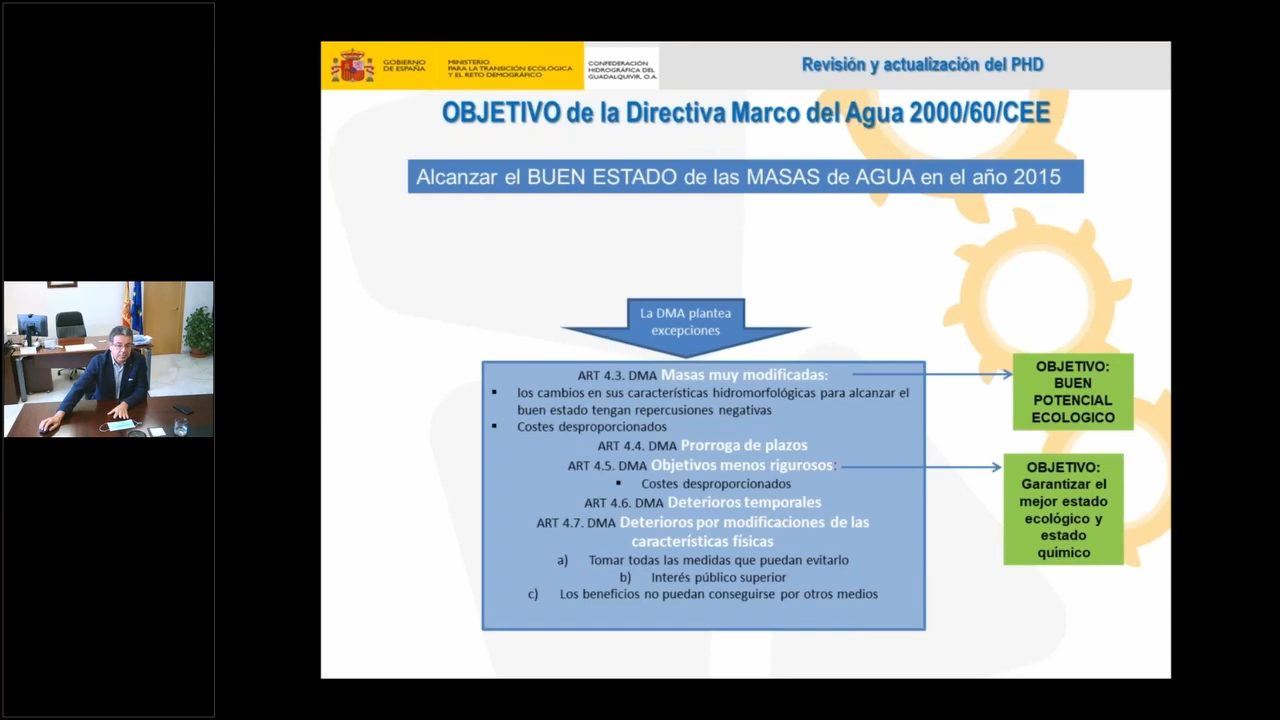 GOBIERNO
DE ESPAÑA
MINISTERIO
PARA LA TRANSICIÓN ECOLÓGICA
Y EL RETO DEMOGRÁFICO
CONFEDERACIÓN
HIDROGRÁFICA DEL
GUADALQUIVIR, O.A.
Revisión y actualización del PHD
OBJETIVO de la Directiva Marco del Agua 2000/60/CEE
Alcanzar el BUEN ESTADO de las MASAS de AGUA en el año 2015
La DMA plantea
excepciones
ART 4.3. DMA Masas muy modificadas:
▪ los cambios en sus características hidromorfológicas para alcanzar el
buen estado tengan repercusiones negativas
▪ Costes desproporcionados
ART 4.4. DMA Prorroga de plazos
ART 4.5. DMA Objetivos menos rigurosos:
▪ Costes desproporcionados
ART 4.6. DMA Deterioros temporales
ART 4.7. DMA Deterioros por modificaciones de las
características físicas
a) Tomar todas las medidas que puedan evitarlo
b) Interés público superior
c) Los beneficios no puedan conseguirse por otros medios
OBJETIVO:
BUEN
POTENCIAL
ECOLOGICO
OBJETIVO:
Garantizar el
mejor estado
ecológico y
estado
químico